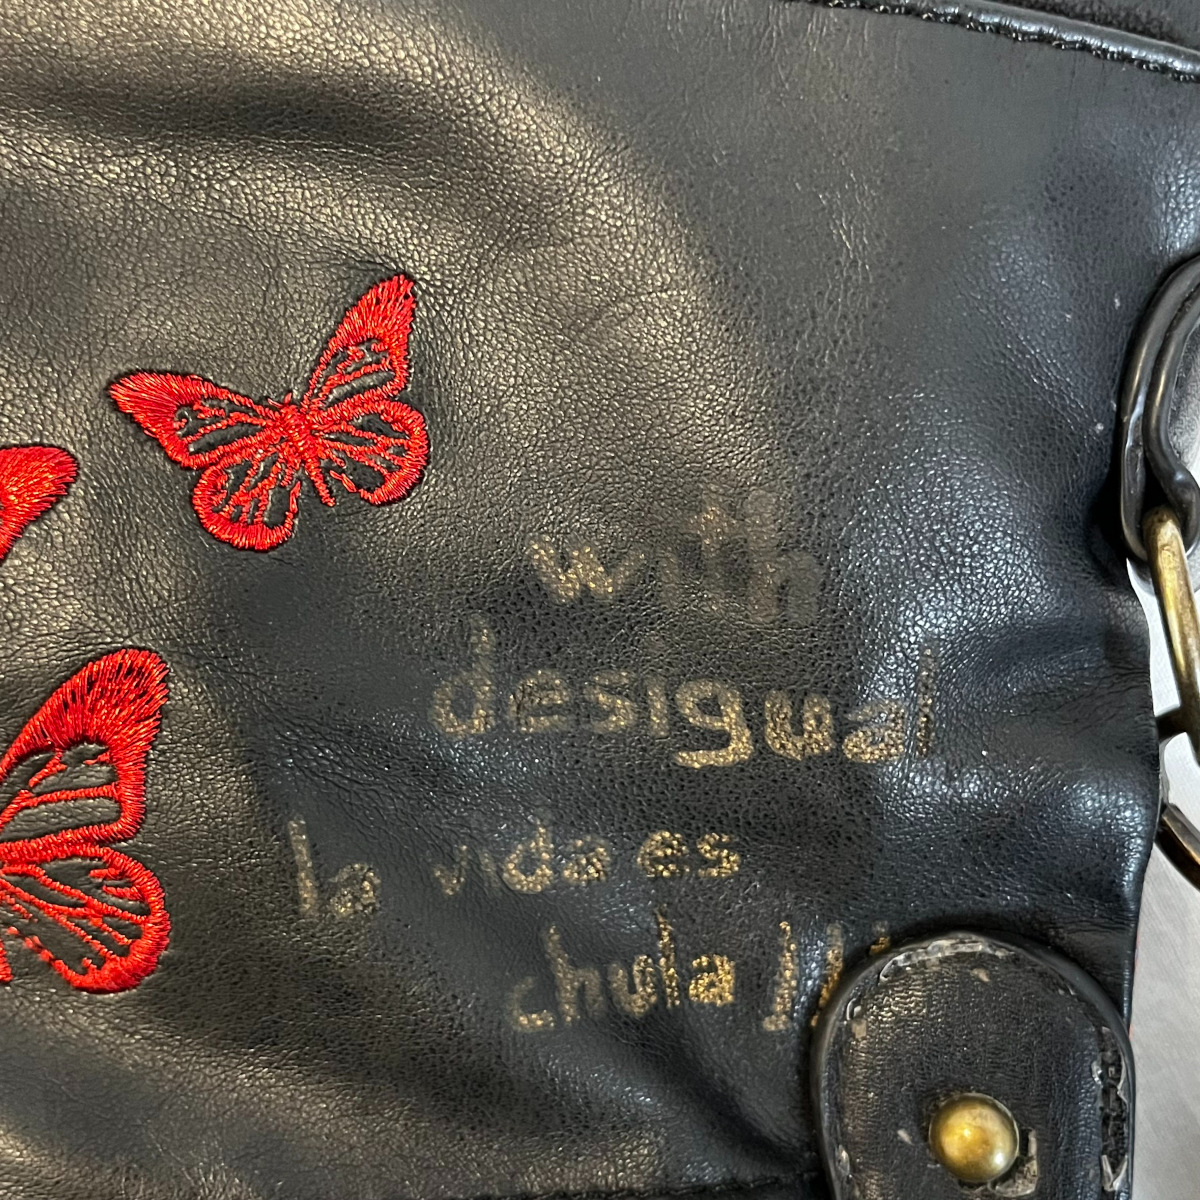 with
desigual
la vida es
chula !!!